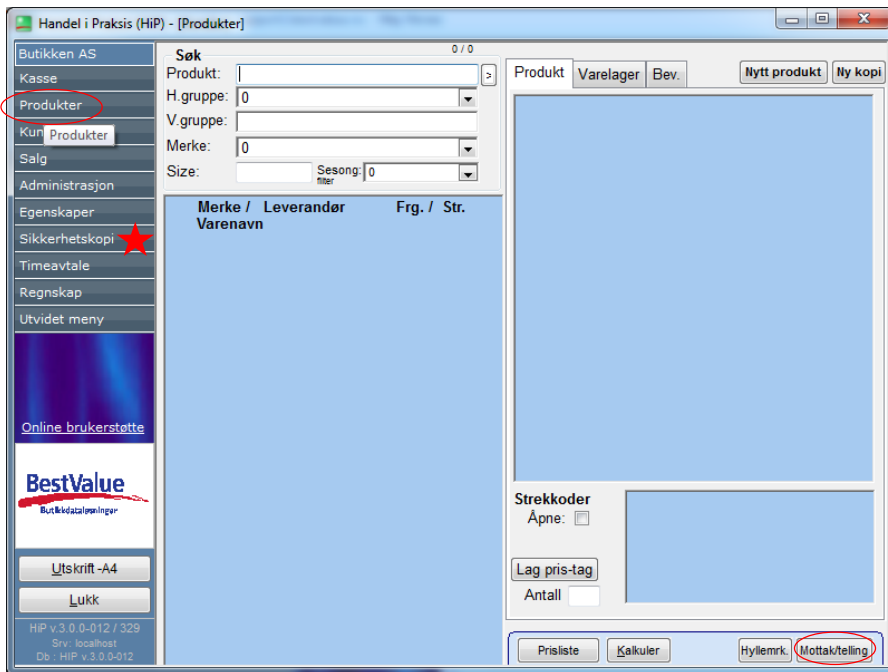 Handel i Praksis (HiP) - [Produkter]
Butikken AS
Kasse
Produkter
Kun
Produkter
Salg
Administrasjon
Egenskaper
Sikkerhetskopi
Timeavtale
Regnskap
Utvidet meny
Online brukerstøtte
BestValue
Butikkdataløsninger
Utskrift -A4
Lukk
HiP v.3.0.0-012 / 329
Srv: localhost
Db : HIP v.3.0.0-012
Søk
0 / 0
Produkt:
>
H.gruppe: 0
V.gruppe:
Merke: 0
Size:
Sesong: 0
filter
Merke / Leverandør Frg. / Str.
Varenavn
Produkt Varelager Bev. Nytt produkt Ny kopi
Strekkoder
Åpne:
Lag pris-tag
Antall
Prisliste Kalkuler Hyllemrk. Mottak/telling